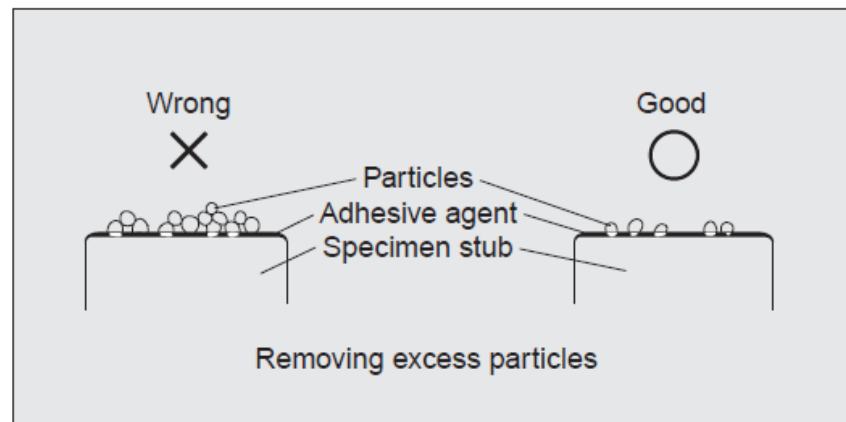 Wrong
Good
Particles
Adhesive agent
Specimen stub
Removing excess particles